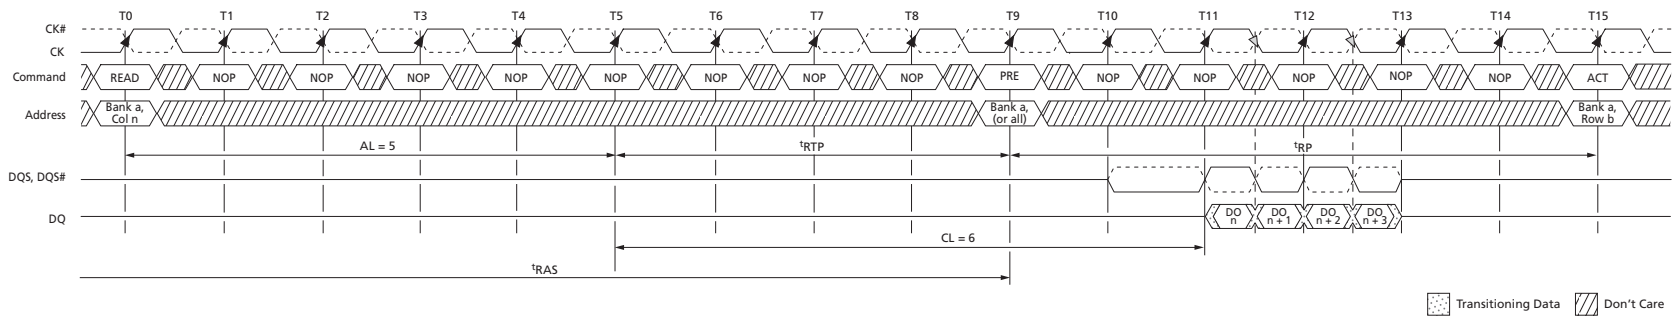 T0 T1 T2 T3 T4 T5 T6 T7 T8 T9 T10 T11 T12 T13 T14 T15
CK#
CK
Command READ NOP NOP NOP NOP NOP NOP NOP NOP PRE NOP NOP NOP NOP NOP ACT
Address Bank a, Col n Bank a, (or all) Bank a, Row b
AL = 5 tRTP tRP
DQS, DQS#
DQ DO n DO n + 1 DO n + 2 DO n + 3
CL = 6
tRAS
Transitioning Data Don't Care